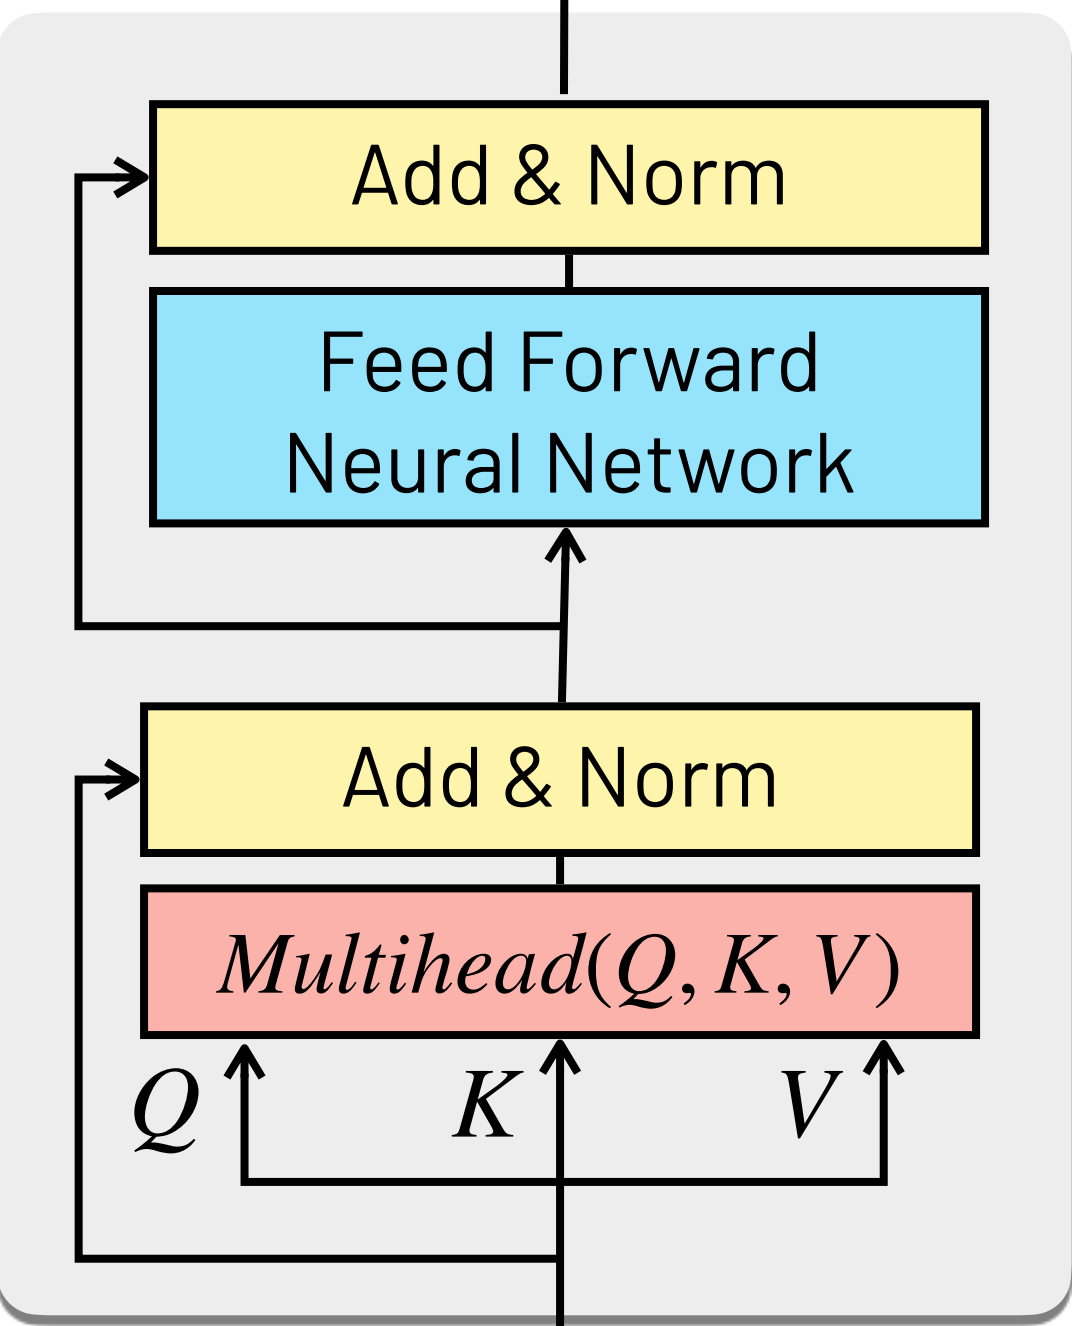 Add & Norm
Feed Forward
Neural Network
Add & Norm
Multihead(Q, K, V)
Q K V